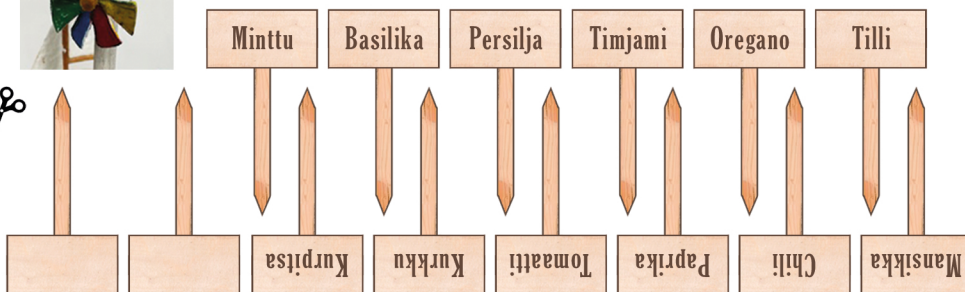 Minttu
Basilika
Persilja
Timjami
Oregano
Tilli
Kurpitsa
Kurkku
Tomaatti
Paprika
Chili
Mansikka